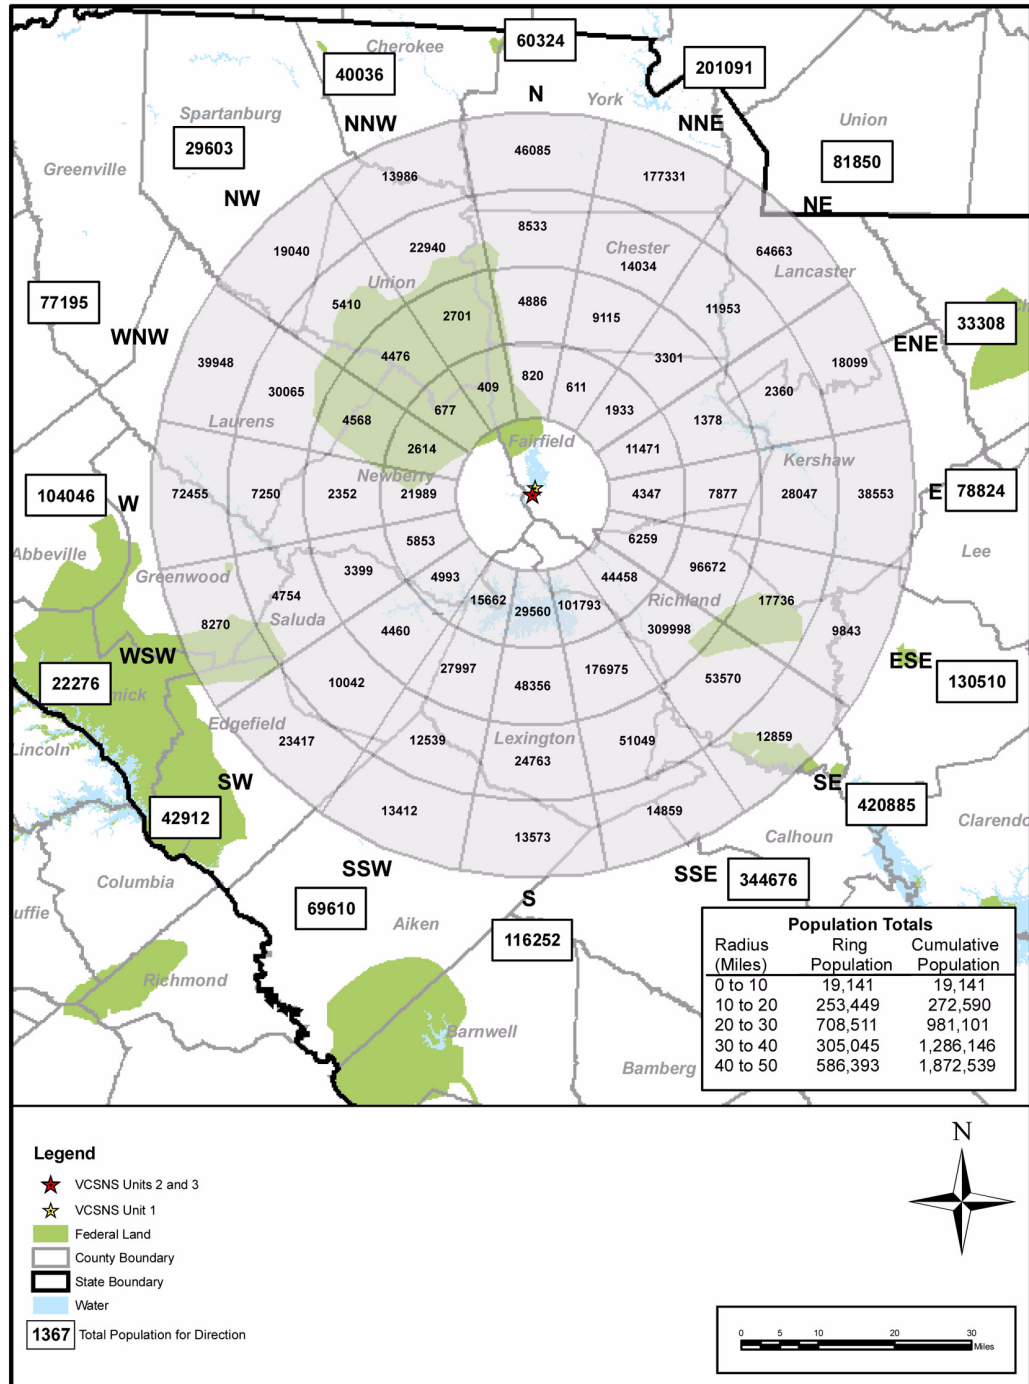 60324
Cherokee
40036
201091
N
York
Spartanburg
NNW
NNE
Union
29603
46085
81850
Greenville
13986
177331
NW
NE
8533
22940
Chester
64663
19040
14034
Lancaster
Union
77195
5410
2701
4886
9115
11953
33308
WNW
ENE
4476
3301
39948
18099
30065
409
820
611
2360
677
1933
Laurens
4568
1378
2614
Fairfield
11471
Newberry
Kershaw
104046
W
72455
7250
2352
21989
4347
7877
28047
38553
E
78824
5853
6259
Abbeville
3399
96672
Lee
Greenwood
4993
44458
4754
15662
29560
101793
Richland
17736
8270
Saluda
4460
309998
9843
WSW
ESE
22276
mick
27997
176975
53570
130510
10042
48356
Edgefield
Lincoln
23417
12539
Lexington
51049
12859
24763
SW
SE
42912
13412
14859
420885
13573
Calhoun
Clarendo
SSW
SSE
344676
Columbia
S
69610
uffie
Aiken
116252
Richmond
Barnwell
Bamberg
Population Totals
Radius Ring Cumulative
(Miles) Population Population
0 to 10 19,141 19,141
10 to 20 253,449 272,590
20 to 30 708,511 981,101
30 to 40 305,045 1,286,146
40 to 50 586,393 1,872,539
Legend
VCSNS Units 2 and 3
VCSNS Unit 1
Federal Land
County Boundary
State Boundary
Water
1367 Total Population for Direction
N
0 5 10 20 30
Miles